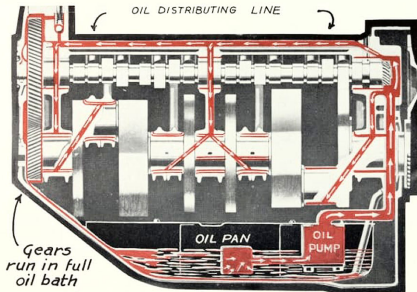 OIL DISTRIBUTING LINE
OIL PAN
OIL
PUMP
Gears
run in full
oil bath